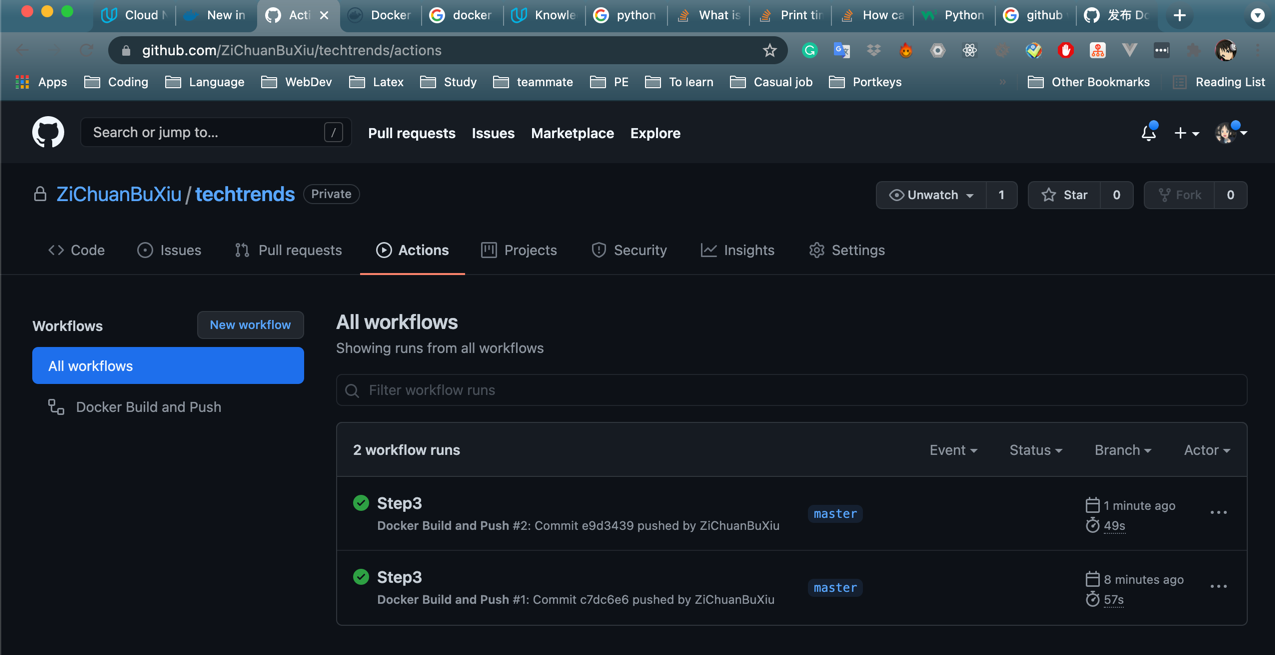 Cloud N New in Acti Docker docker Knowle python What is Print tir How ca Python github 发布 Do
github.com/ZiChuanBuXiu/techtrends/actions
Apps Coding Language WebDev Latex Study teammate PE To learn Casual job Portkeys Other Bookmarks Reading List
Search or jump to... / Pull requests Issues Marketplace Explore
ZiChuanBuXiu / techtrends Private Unwatch 1 Star 0 Fork 0
Code Issues Pull requests Actions Projects Security Insights Settings
Workflows New workflow
All workflows
Docker Build and Push
All workflows
Showing runs from all workflows
Filter workflow runs
2 workflow runs Event Status Branch Actor
Step3
Docker Build and Push #2: Commit e9d3439 pushed by ZiChuanBuXiu
master
1 minute ago
49s
Step3
Docker Build and Push #1: Commit c7dc6e6 pushed by ZiChuanBuXiu
master
8 minutes ago
57s